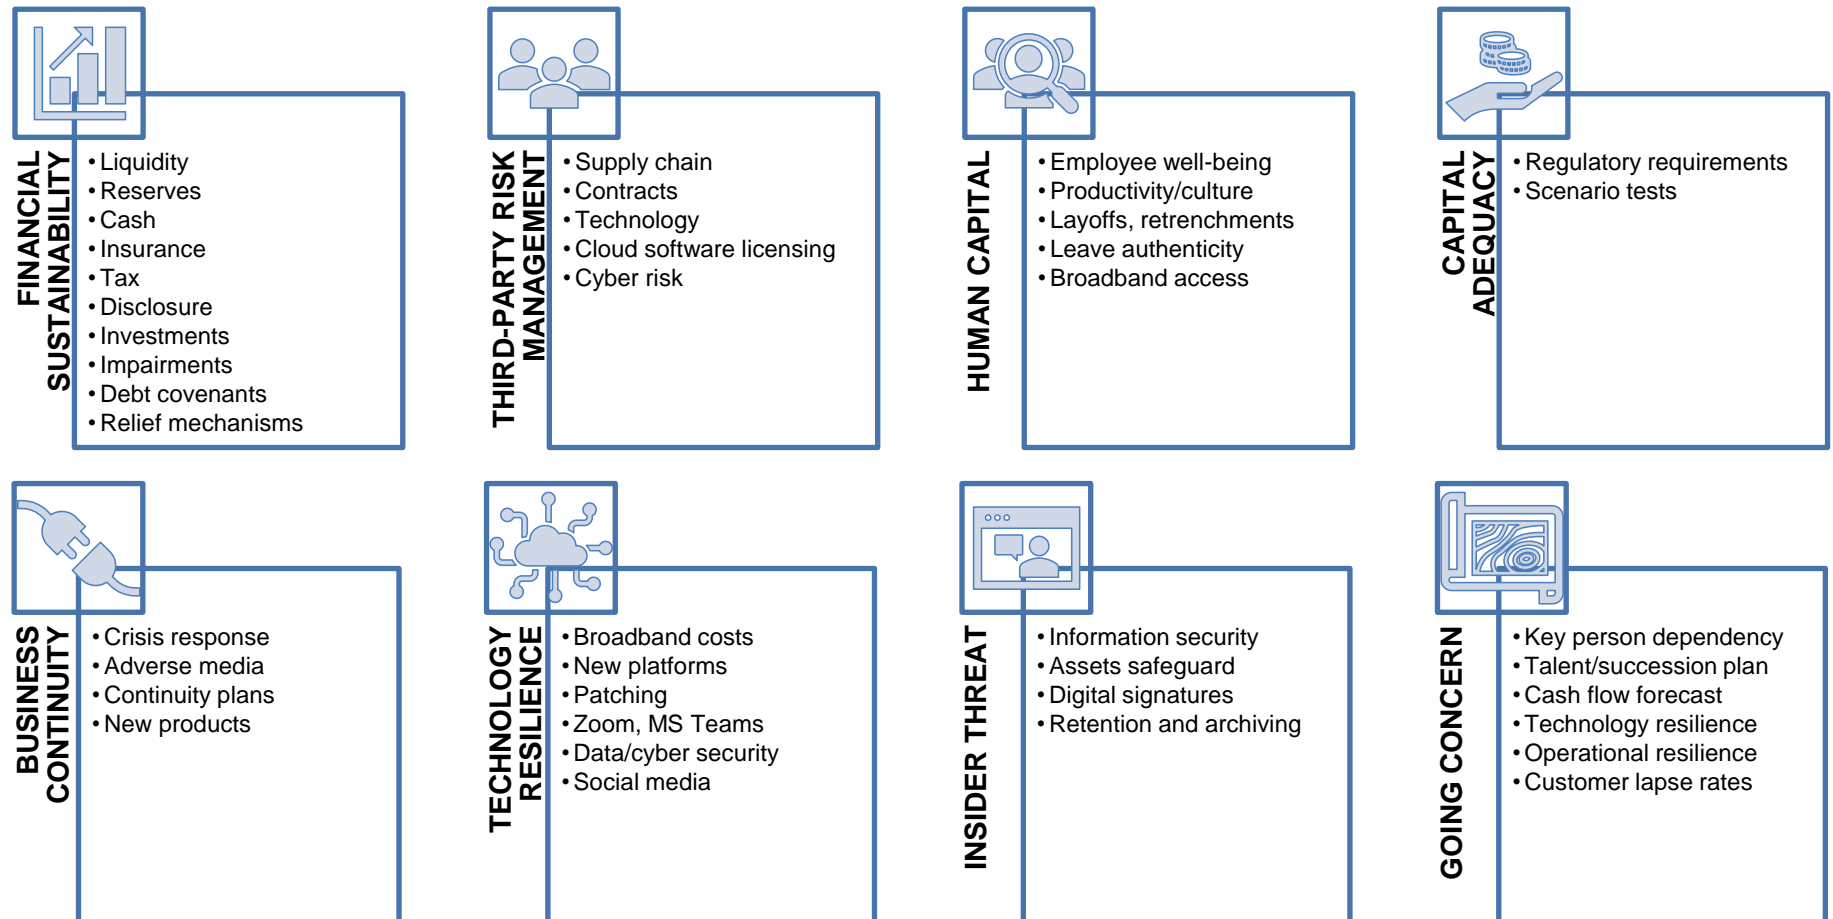 FINANCIAL
SUSTAINABILITY
• Liquidity
• Reserves
• Cash
• Insurance
• Tax
• Disclosure
• Investments
• Impairments
• Debt covenants
• Relief mechanisms
THIRD-PARTY RISK
MANAGEMENT
• Supply chain
• Contracts
• Technology
• Cloud software licensing
• Cyber risk
HUMAN CAPITAL
• Employee well-being
• Productivity/culture
• Layoffs, retrenchments
• Leave authenticity
• Broadband access
CAPITAL
ADEQUACY
• Regulatory requirements
• Scenario tests
BUSINESS
CONTINUITY
• Crisis response
• Adverse media
• Continuity plans
• New products
TECHNOLOGY
RESILIENCE
• Broadband costs
• New platforms
• Patching
• Zoom, MS Teams
• Data/cyber security
• Social media
INSIDER THREAT
• Information security
• Assets safeguard
• Digital signatures
• Retention and archiving
GOING CONCERN
• Key person dependency
• Talent/succession plan
• Cash flow forecast
• Technology resilience
• Operational resilience
• Customer lapse rates